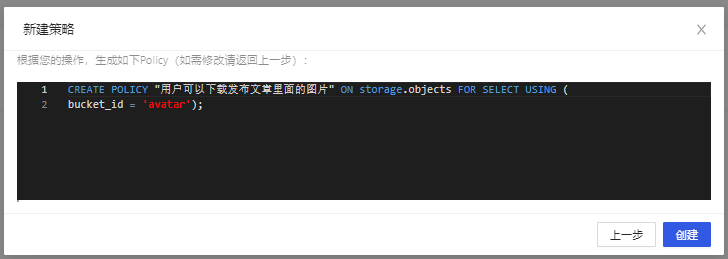 新建策略
根据您的操作，生成如下Policy（如需修改请返回上一步）：
1 CREATE POLICY "用户可以下载发布文章里面的图片" ON storage.objects FOR SELECT USING (
2 bucket_id = 'avatar');
上一步 创建